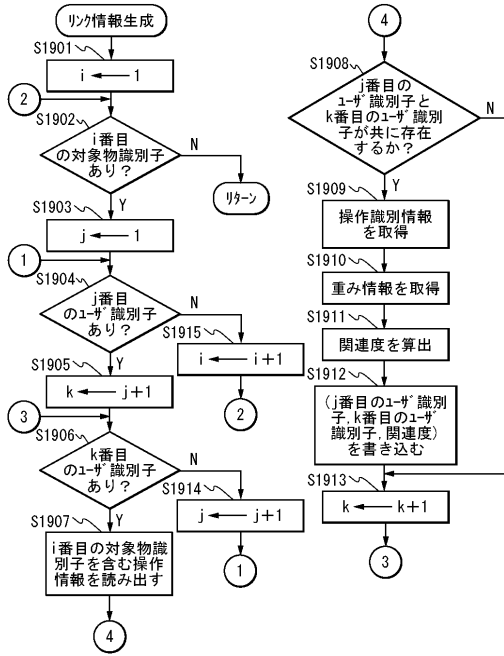 リンク情報生成
S1901
i ← 1
2
S1902
i番目
の対象物識別子
あり?
N
Y
リターン
S1903
j ← 1
1
S1904
j番目
のユーザ識別子
あり?
N
Y
S1915
i ← i+1
2
S1905
k ← j+1
3
S1906
k番目
のユーザ識別子
あり?
N
Y
S1914
j ← j+1
1
S1907
i番目の対象物識
別子を含む操作
情報を読み出す
4
4
S1908
j番目の
ユーザ識別子と
k番目のユーザ識別
子が共に存在
するか?
N
Y
S1909
操作識別情報
を取得
S1910
重み情報を取得
S1911
関連度を算出
S1912
(j番目のユーザ識別
子,k番目のユーザ
識別子,関連度)
を書き込む
S1913
k ← k+1
3